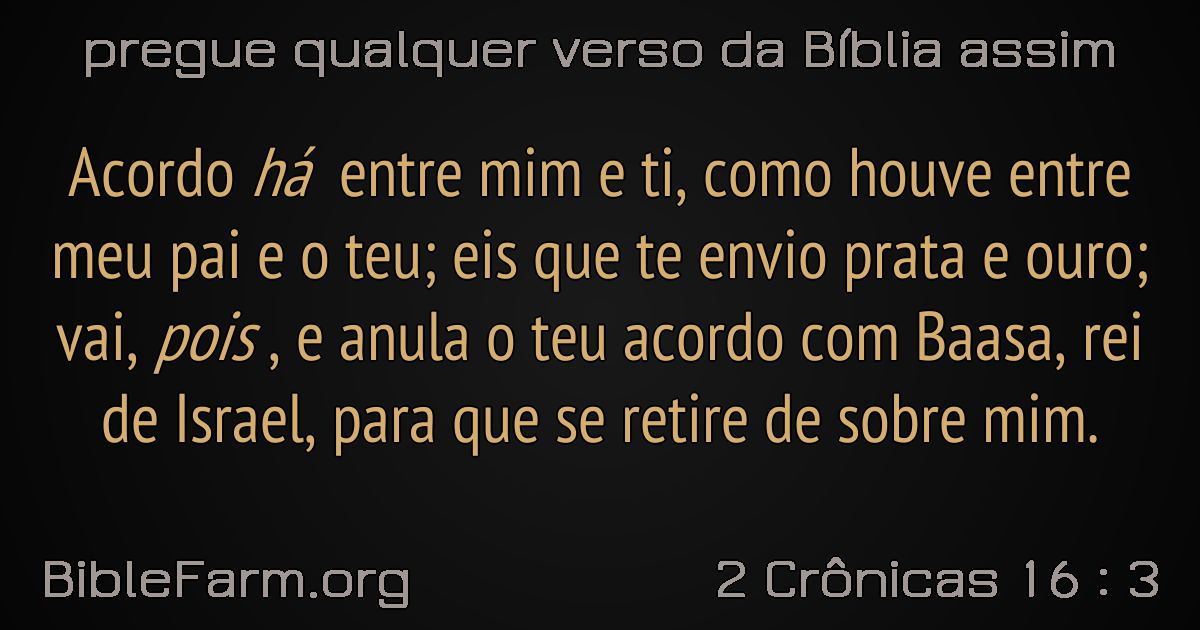 pregue qualquer verso da Bíblia assim
Acordo há entre mim e ti, como houve entre
meu pai e o teu; eis que te envio prata e ouro;
vai, pois , e anula o teu acordo com Baasa, rei
de Israel, para que se retire de sobre mim.
BibleFarm.org
2 Crônicas 16 : 3